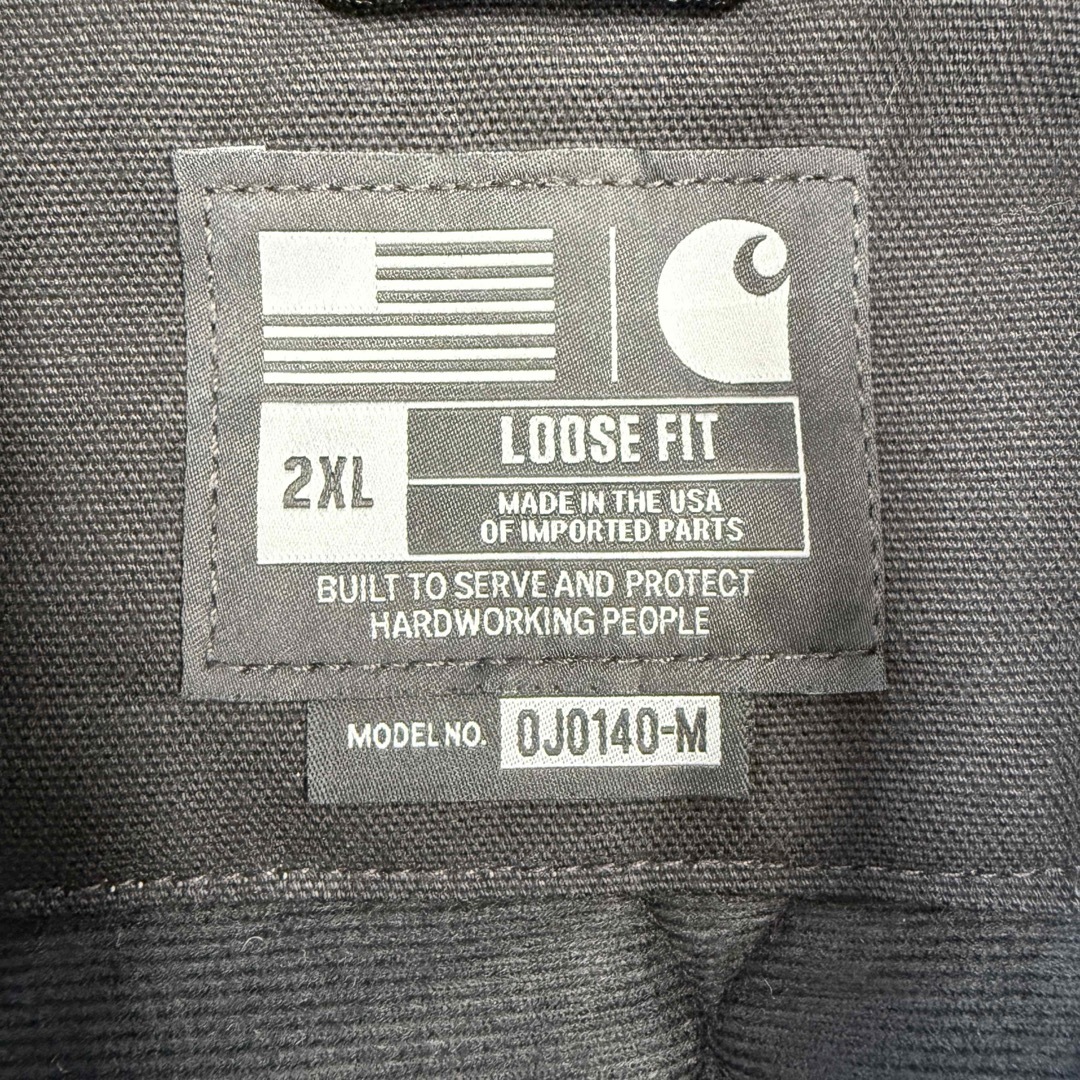 2XL
LOOSE FIT
MADE IN THE USA
OF IMPORTED PARTS
BUILT TO SERVE AND PROTECT
HARDWORKING PEOPLE
MODEL NO. OJ0140-M